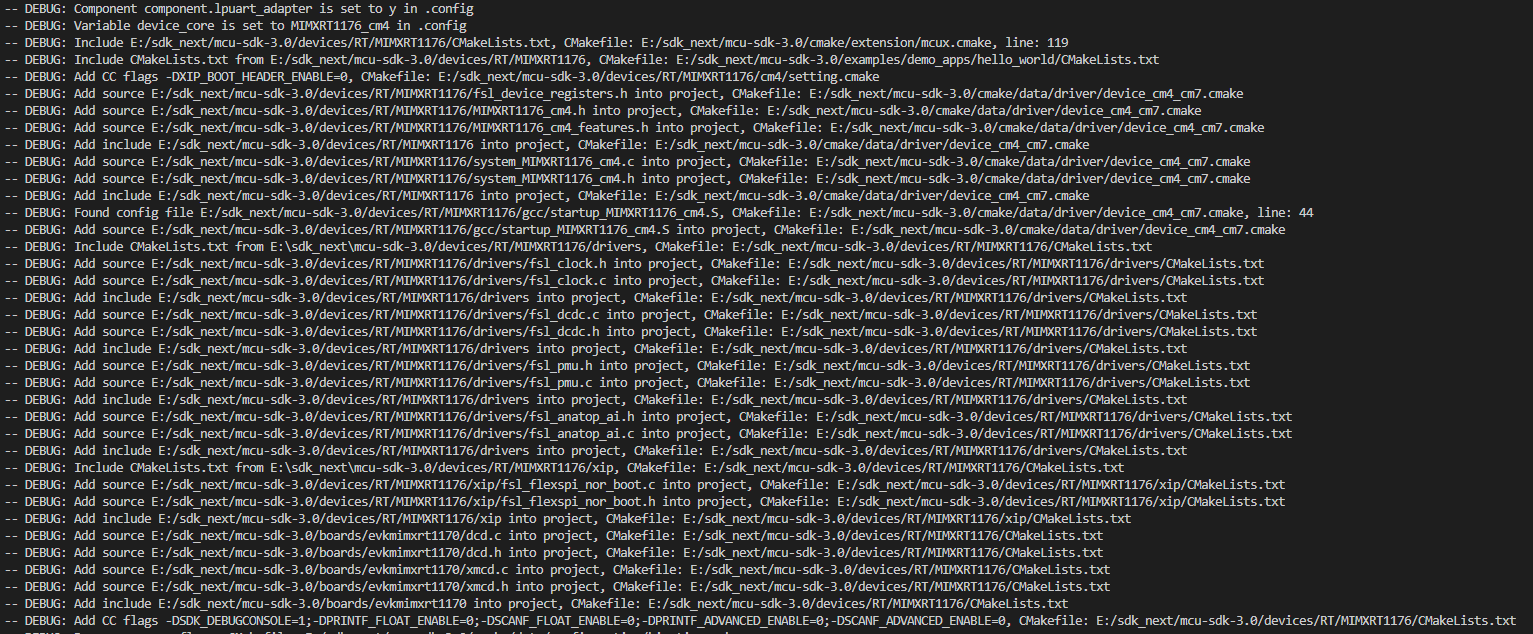 -- DEBUG: Component component.lpuart_adapter is set to y in .config
-- DEBUG: Variable device_core is set to MIMXRT1176_cm4 in .config
-- DEBUG: Include E:/sdk_next/mcu-sdk-3.0/devices/RT/MIMXRT1176/CMakeLists.txt, CMakefile: E:/sdk_next/mcu-sdk-3.0/cmake/extension/mcux.cmake, line: 119
-- DEBUG: Include CMakeLists.txt from E:/sdk_next/mcu-sdk-3.0/devices/RT/MIMXRT1176, CMakefile: E:/sdk_next/mcu-sdk-3.0/examples/demo_apps/hello_world/CMakeLists.txt
-- DEBUG: Add CC flags -DXIP_BOOT_HEADER_ENABLE=0, CMakefile: E:/sdk_next/mcu-sdk-3.0/devices/RT/MIMXRT1176/cm4/setting.cmake
-- DEBUG: Add source E:/sdk_next/mcu-sdk-3.0/devices/RT/MIMXRT1176/fsl_device_registers.h into project, CMakefile: E:/sdk_next/mcu-sdk-3.0/cmake/data/driver/device_cm4_cm7.cmake
-- DEBUG: Add source E:/sdk_next/mcu-sdk-3.0/devices/RT/MIMXRT1176/MIMXRT1176_cm4.h into project, CMakefile: E:/sdk_next/mcu-sdk-3.0/cmake/data/driver/device_cm4_cm7.cmake
-- DEBUG: Add source E:/sdk_next/mcu-sdk-3.0/devices/RT/MIMXRT1176/MIMXRT1176_cm4_features.h into project, CMakefile: E:/sdk_next/mcu-sdk-3.0/cmake/data/driver/device_cm4_cm7.cmake
-- DEBUG: Add include E:/sdk_next/mcu-sdk-3.0/devices/RT/MIMXRT1176 into project, CMakefile: E:/sdk_next/mcu-sdk-3.0/cmake/data/driver/device_cm4_cm7.cmake
-- DEBUG: Add source E:/sdk_next/mcu-sdk-3.0/devices/RT/MIMXRT1176/system_MIMXRT1176_cm4.c into project, CMakefile: E:/sdk_next/mcu-sdk-3.0/cmake/data/driver/device_cm4_cm7.cmake
-- DEBUG: Add source E:/sdk_next/mcu-sdk-3.0/devices/RT/MIMXRT1176/system_MIMXRT1176_cm4.h into project, CMakefile: E:/sdk_next/mcu-sdk-3.0/cmake/data/driver/device_cm4_cm7.cmake
-- DEBUG: Add include E:/sdk_next/mcu-sdk-3.0/devices/RT/MIMXRT1176 into project, CMakefile: E:/sdk_next/mcu-sdk-3.0/cmake/data/driver/device_cm4_cm7.cmake
-- DEBUG: Found config file E:/sdk_next/mcu-sdk-3.0/devices/RT/MIMXRT1176/gcc/startup_MIMXRT1176_cm4.S, CMakefile: E:/sdk_next/mcu-sdk-3.0/cmake/data/driver/device_cm4_cm7.cmake, line: 44
-- DEBUG: Add source E:/sdk_next/mcu-sdk-3.0/devices/RT/MIMXRT1176/gcc/startup_MIMXRT1176_cm4.S into project, CMakefile: E:/sdk_next/mcu-sdk-3.0/cmake/data/driver/device_cm4_cm7.cmake
-- DEBUG: Include CMakeLists.txt from E:\sdk_next\mcu-sdk-3.0/devices/RT/MIMXRT1176/drivers, CMakefile: E:/sdk_next/mcu-sdk-3.0/devices/RT/MIMXRT1176/CMakeLists.txt
-- DEBUG: Add source E:/sdk_next/mcu-sdk-3.0/devices/RT/MIMXRT1176/drivers/fsl_clock.h into project, CMakefile: E:/sdk_next/mcu-sdk-3.0/devices/RT/MIMXRT1176/drivers/CMakeLists.txt
-- DEBUG: Add source E:/sdk_next/mcu-sdk-3.0/devices/RT/MIMXRT1176/drivers/fsl_clock.c into project, CMakefile: E:/sdk_next/mcu-sdk-3.0/devices/RT/MIMXRT1176/drivers/CMakeLists.txt
-- DEBUG: Add include E:/sdk_next/mcu-sdk-3.0/devices/RT/MIMXRT1176/drivers into project, CMakefile: E:/sdk_next/mcu-sdk-3.0/devices/RT/MIMXRT1176/drivers/CMakeLists.txt
-- DEBUG: Add source E:/sdk_next/mcu-sdk-3.0/devices/RT/MIMXRT1176/drivers/fsl_dcdc.c into project, CMakefile: E:/sdk_next/mcu-sdk-3.0/devices/RT/MIMXRT1176/drivers/CMakeLists.txt
-- DEBUG: Add source E:/sdk_next/mcu-sdk-3.0/devices/RT/MIMXRT1176/drivers/fsl_dcdc.h into project, CMakefile: E:/sdk_next/mcu-sdk-3.0/devices/RT/MIMXRT1176/drivers/CMakeLists.txt
-- DEBUG: Add include E:/sdk_next/mcu-sdk-3.0/devices/RT/MIMXRT1176/drivers into project, CMakefile: E:/sdk_next/mcu-sdk-3.0/devices/RT/MIMXRT1176/drivers/CMakeLists.txt
-- DEBUG: Add source E:/sdk_next/mcu-sdk-3.0/devices/RT/MIMXRT1176/drivers/fsl_pmu.h into project, CMakefile: E:/sdk_next/mcu-sdk-3.0/devices/RT/MIMXRT1176/drivers/CMakeLists.txt
-- DEBUG: Add source E:/sdk_next/mcu-sdk-3.0/devices/RT/MIMXRT1176/drivers/fsl_pmu.c into project, CMakefile: E:/sdk_next/mcu-sdk-3.0/devices/RT/MIMXRT1176/drivers/CMakeLists.txt
-- DEBUG: Add include E:/sdk_next/mcu-sdk-3.0/devices/RT/MIMXRT1176/drivers into project, CMakefile: E:/sdk_next/mcu-sdk-3.0/devices/RT/MIMXRT1176/drivers/CMakeLists.txt
-- DEBUG: Add source E:/sdk_next/mcu-sdk-3.0/devices/RT/MIMXRT1176/drivers/fsl_anatop_ai.h into project, CMakefile: E:/sdk_next/mcu-sdk-3.0/devices/RT/MIMXRT1176/drivers/CMakeLists.txt
-- DEBUG: Add source E:/sdk_next/mcu-sdk-3.0/devices/RT/MIMXRT1176/drivers/fsl_anatop_ai.c into project, CMakefile: E:/sdk_next/mcu-sdk-3.0/devices/RT/MIMXRT1176/drivers/CMakeLists.txt
-- DEBUG: Add include E:/sdk_next/mcu-sdk-3.0/devices/RT/MIMXRT1176/drivers into project, CMakefile: E:/sdk_next/mcu-sdk-3.0/devices/RT/MIMXRT1176/drivers/CMakeLists.txt
-- DEBUG: Include CMakeLists.txt from E:\sdk_next\mcu-sdk-3.0/devices/RT/MIMXRT1176/xip, CMakefile: E:/sdk_next/mcu-sdk-3.0/devices/RT/MIMXRT1176/CMakeLists.txt
-- DEBUG: Add source E:/sdk_next/mcu-sdk-3.0/devices/RT/MIMXRT1176/xip/fsl_flexspi_nor_boot.c into project, CMakefile: E:/sdk_next/mcu-sdk-3.0/devices/RT/MIMXRT1176/xip/CMakeLists.txt
-- DEBUG: Add source E:/sdk_next/mcu-sdk-3.0/devices/RT/MIMXRT1176/xip/fsl_flexspi_nor_boot.h into project, CMakefile: E:/sdk_next/mcu-sdk-3.0/devices/RT/MIMXRT1176/xip/CMakeLists.txt
-- DEBUG: Add include E:/sdk_next/mcu-sdk-3.0/devices/RT/MIMXRT1176/xip into project, CMakefile: E:/sdk_next/mcu-sdk-3.0/devices/RT/MIMXRT1176/xip/CMakeLists.txt
-- DEBUG: Add source E:/sdk_next/mcu-sdk-3.0/boards/evkmimxrt1170/dcd.c into project, CMakefile: E:/sdk_next/mcu-sdk-3.0/devices/RT/MIMXRT1176/CMakeLists.txt
-- DEBUG: Add source E:/sdk_next/mcu-sdk-3.0/boards/evkmimxrt1170/dcd.h into project, CMakefile: E:/sdk_next/mcu-sdk-3.0/devices/RT/MIMXRT1176/CMakeLists.txt
-- DEBUG: Add source E:/sdk_next/mcu-sdk-3.0/boards/evkmimxrt1170/xmcd.c into project, CMakefile: E:/sdk_next/mcu-sdk-3.0/devices/RT/MIMXRT1176/CMakeLists.txt
-- DEBUG: Add source E:/sdk_next/mcu-sdk-3.0/boards/evkmimxrt1170/xmcd.h into project, CMakefile: E:/sdk_next/mcu-sdk-3.0/devices/RT/MIMXRT1176/CMakeLists.txt
-- DEBUG: Add include E:/sdk_next/mcu-sdk-3.0/boards/evkmimxrt1170 into project, CMakefile: E:/sdk_next/mcu-sdk-3.0/devices/RT/MIMXRT1176/CMakeLists.txt
-- DEBUG: Add CC flags -DSDK_DEBUGCONSOLE=1;-DPRINTF_FLOAT_ENABLE=0;-DSCANF_FLOAT_ENABLE=0;-DPRINTF_ADVANCED_ENABLE=0;-DSCANF_ADVANCED_ENABLE=0, CMakefile: E:/sdk_next/mcu-sdk-3.0/devices/RT/MIMXRT1176/CMakeLists.txt